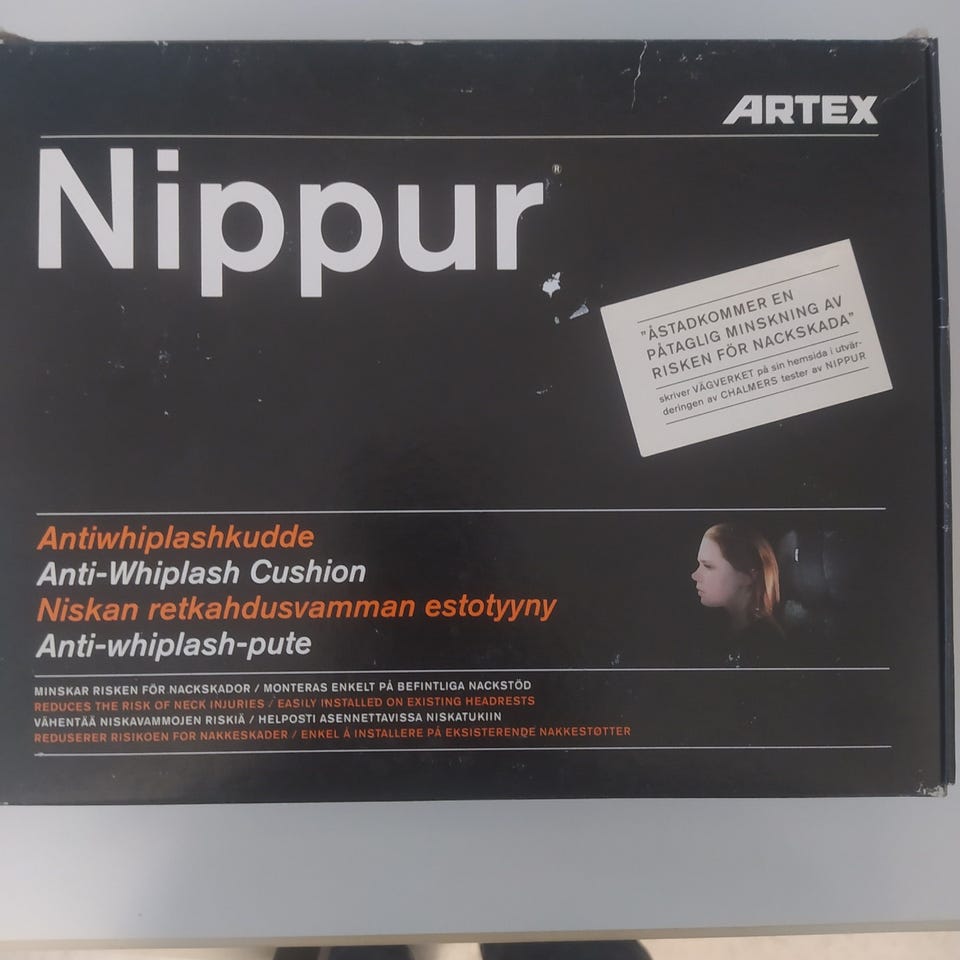 ARTEX
Nippur®
"ÅSTADKOMMER EN
PÅTAGLIG MINSKNING AV
RISKEN FÖR NACKSKADA"
skriver VÄGVERKET på sin hemsida i utvär-
deringen av CHALMERS tester av NIPPUR
Antiwhiplashkudde
Anti-Whiplash Cushion
Niskan retkahdusvamman estotyyny
Anti-whiplash-pute
MINSKAR RISKEN FÖR NACKSKADOR / MONTERAS ENKELT PÅ BEFINTLIGA NACKSTÖD
REDUCES THE RISK OF NECK INJURIES / EASILY INSTALLED ON EXISTING HEADRESTS
VÄHENTÄÄ NISKAVAMMOJEN RISKIÄ / HELPOSTI ASENNETTAVISSA NISKATUKIIN
REDUSERER RISIKOEN FOR NAKKESKADER / ENKEL Å INSTALLERE PÅ EKSISTERENDE NAKKESTØTTER